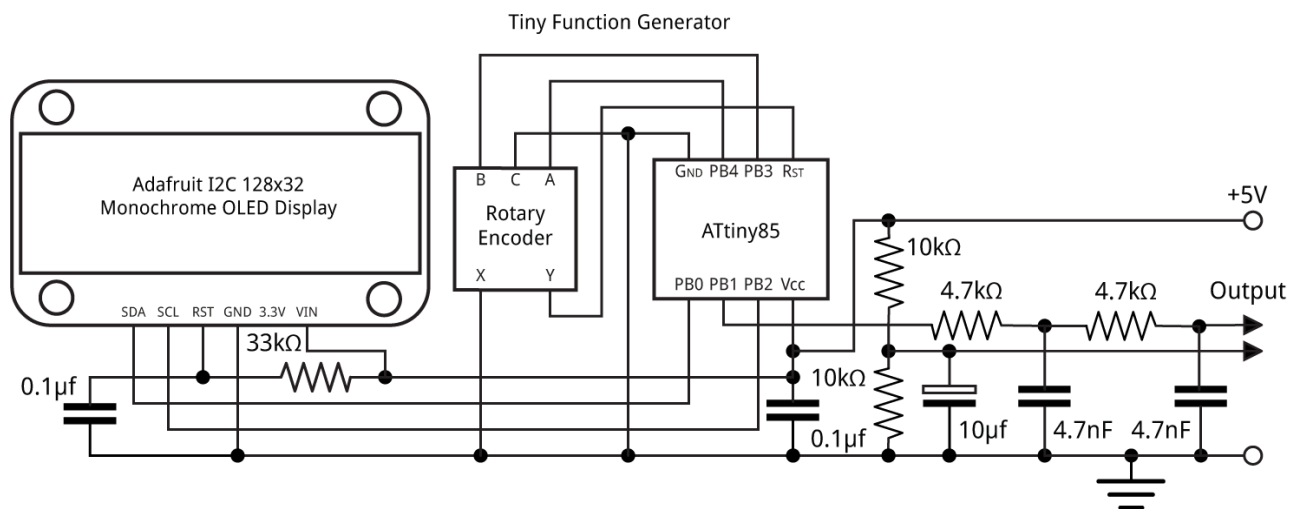 Tiny Function Generator
Adafruit I2C 128x32
Monochrome OLED Display
SDA SCL RST GND 3.3V VIN
B C A
Rotary
Encoder
X Y
GND PB4 PB3 RST
ATtiny85
PB0 PB1 PB2 Vcc
+5V
10kΩ
4.7kΩ
4.7kΩ
Output
33kΩ
0.1µf
10kΩ
0.1µf
10µf
4.7nF
4.7nF